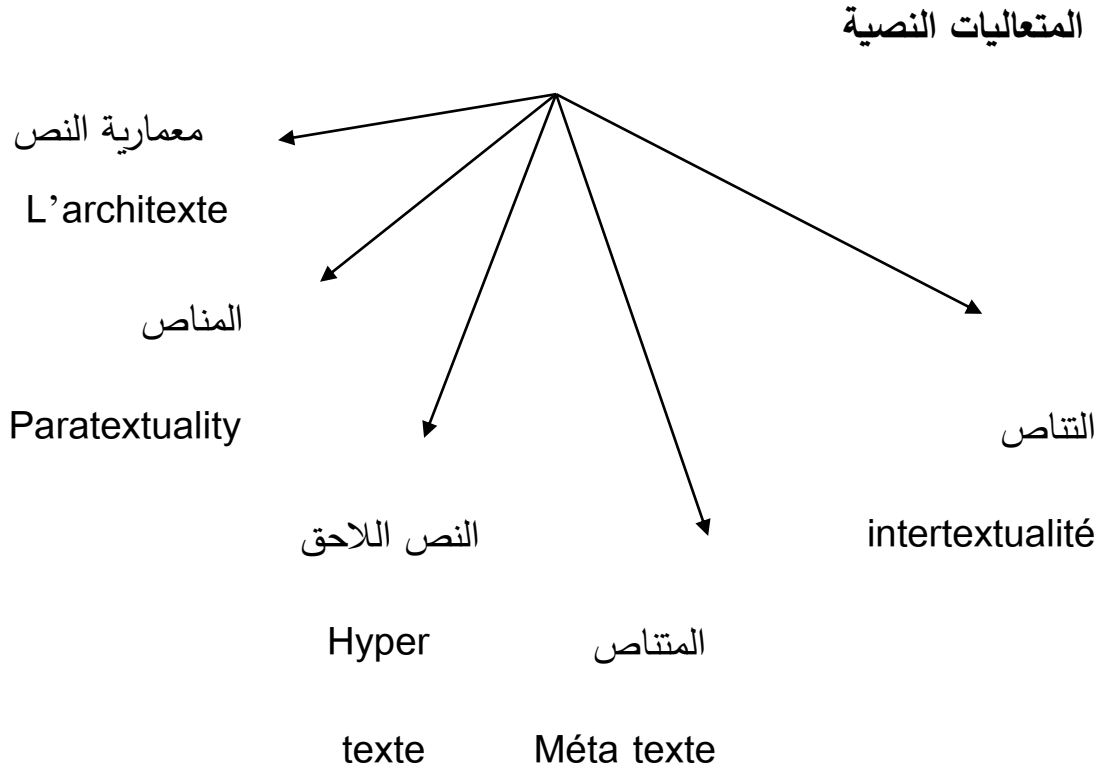 المتعاليات النصية
معمارية النص
L’architexte
المناص
Paratextuality
التناص
intertextualité
النص اللاحق
Hyper
texte
المتناص
Méta texte